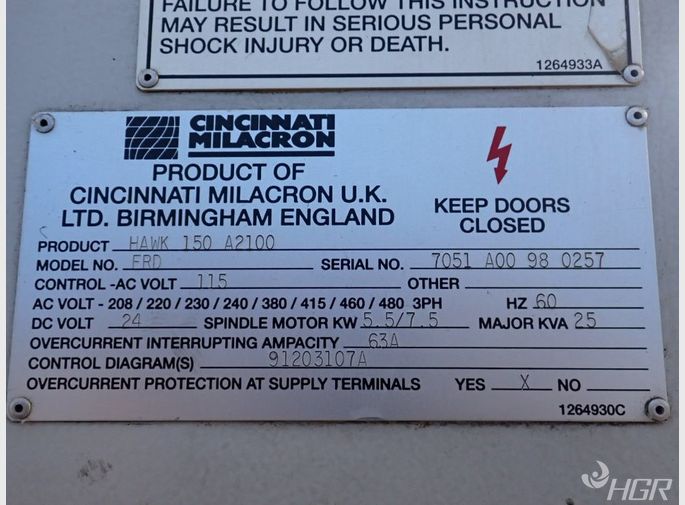 FAILURE TO FOLLOW THIS INSTRUCTION
MAY RESULT IN SERIOUS PERSONAL
SHOCK INJURY OR DEATH.
1264933A
CINCINNATI
MILACRON
PRODUCT OF
CINCINNATI MILACRON U.K.
LTD. BIRMINGHAM ENGLAND
KEEP DOORS
CLOSED
PRODUCT HAWK 150 A2100
MODEL NO. ERD SERIAL NO. 7051 A00 98 0257
CONTROL -AC VOLT 115 OTHER
AC VOLT - 208 / 220 / 230 / 240 / 380 / 415 / 460 / 480 3PH HZ 60
DC VOLT 24 SPINDLE MOTOR KW 5.5/7.5 MAJOR KVA 25
OVERCURRENT INTERRUPTING AMPACITY 63A
CONTROL DIAGRAM(S) 91203107A
OVERCURRENT PROTECTION AT SUPPLY TERMINALS YES X NO
1264930C
HGR